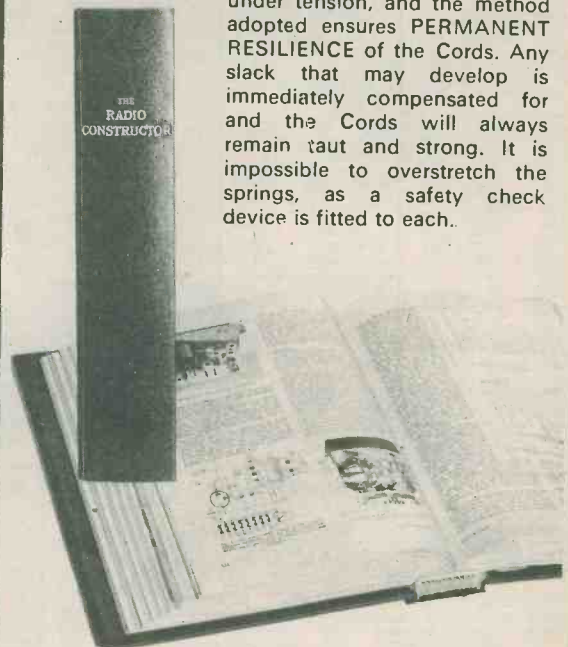 under tension, and the method
adopted ensures PERMANENT
RESILIENCE of the Cords. Any
slack that may develop is
immediately compensated for
and the Cords will always
remain taut and strong. It is
impossible to overstretch the
springs, as a safety check
device is fitted to each.
THE
RADIO
CONSTRUCTOR